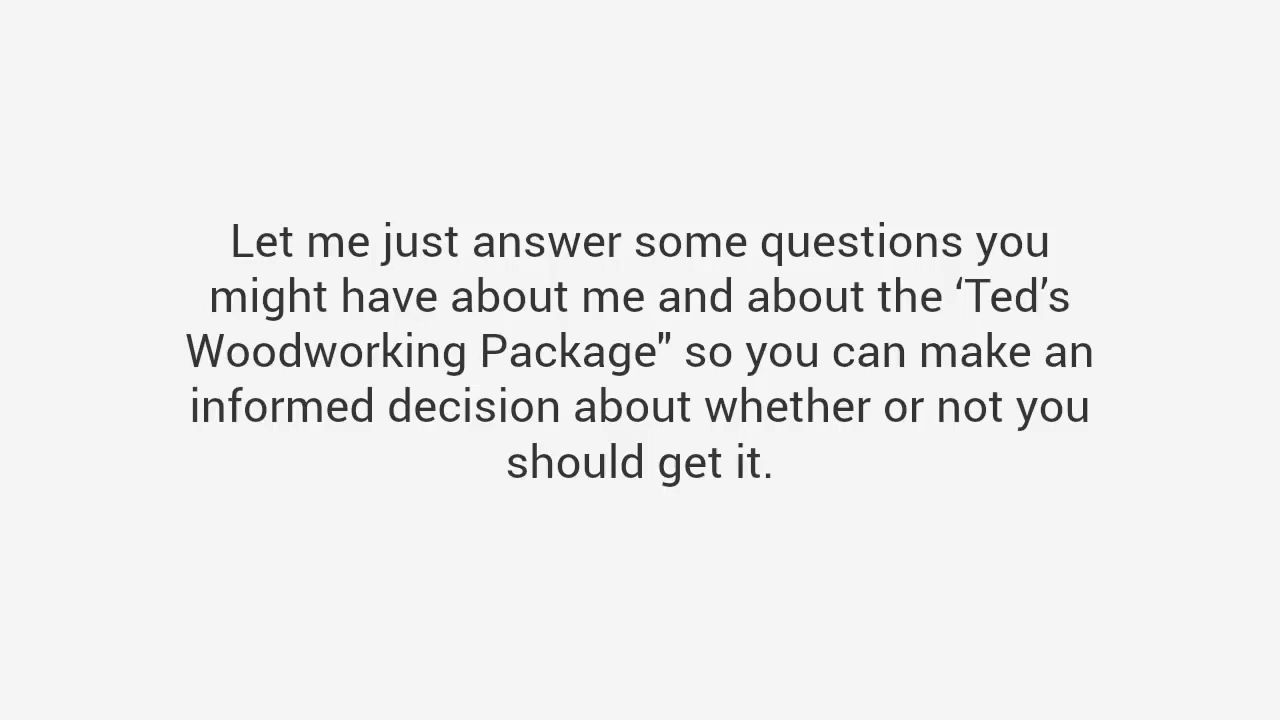 Let me just answer some questions you
might have about me and about the ‘Ted’s
Woodworking Package" so you can make an
informed decision about whether or not you
should get it.